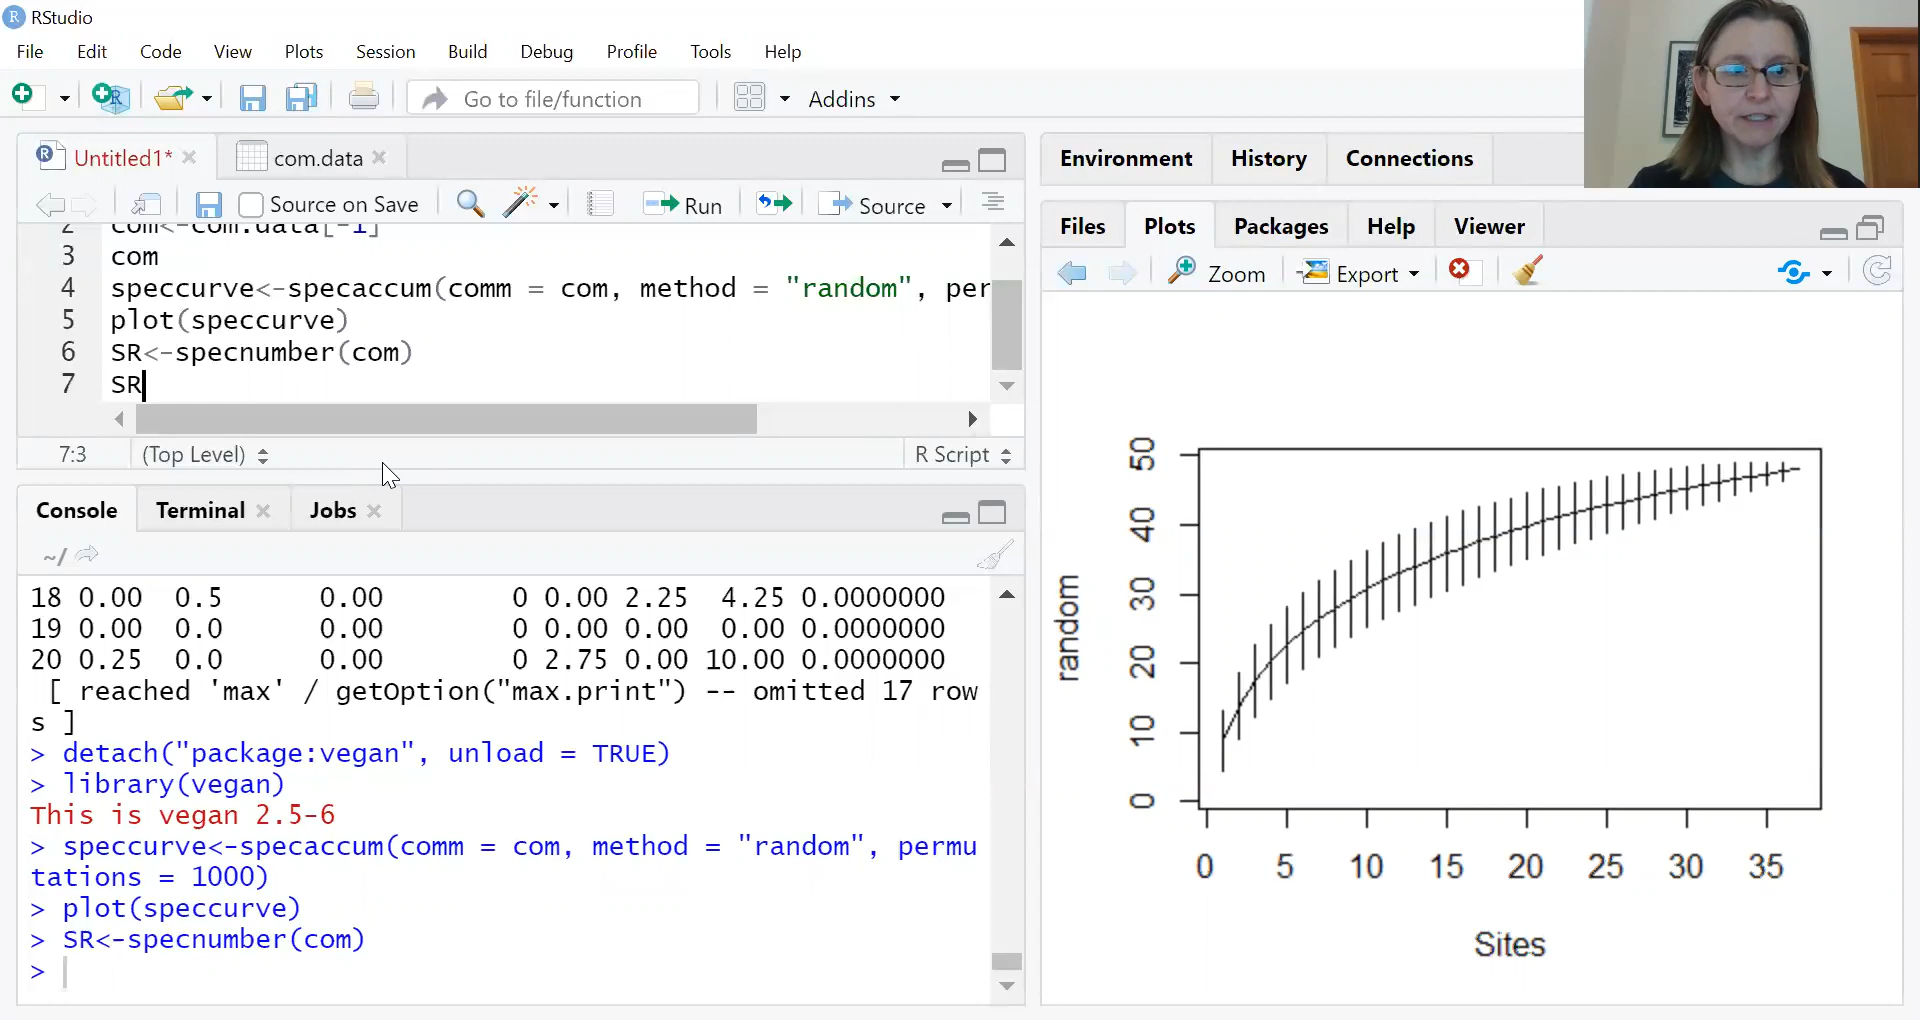 RStudio
File Edit Code View Plots Session Build Debug Profile Tools Help
Go to file/function Addins
Untitled1* com.data
Source on Save Run Source
2 com<-com.data[-1]
3 com
4 speccurve<-specaccum(comm = com, method = "random", per
5 plot(speccurve)
6 SR<-specnumber(com)
7 SR
7:3 (Top Level) R Script
Console Terminal Jobs
~/
18 0.00 0.5 0.00 0 0.00 2.25 4.25 0.0000000
19 0.00 0.0 0.00 0 0.00 0.00 0.00 0.0000000
20 0.25 0.0 0.00 0 2.75 0.00 10.00 0.0000000
[ reached 'max' / getOption("max.print") -- omitted 17 row
s ]
> detach("package:vegan", unload = TRUE)
> library(vegan)
This is vegan 2.5-6
> speccurve<-specaccum(comm = com, method = "random", permu
tations = 1000)
> plot(speccurve)
> SR<-specnumber(com)
>
Environment History Connections
Files Plots Packages Help Viewer
Zoom Export
random
50
40
30
20
10
0
0 5 10 15 20 25 30 35
Sites